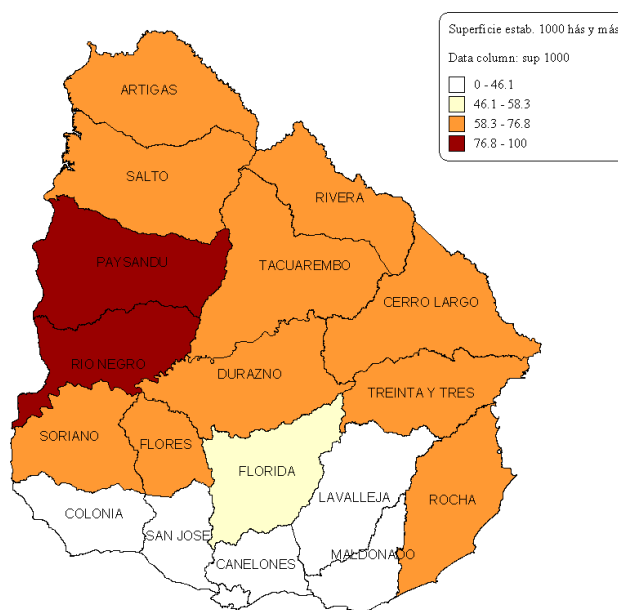 Superficie estab. 1000 hás y más
Data column: sup 1000
0 - 46.1
46.1 - 58.3
58.3 - 76.8
76.8 - 100
ARTIGAS
SALTO
RIVERA
PAYSANDU
TACUAREMBO
CERRO LARGO
RIO NEGRO
DURAZNO
TREINTA Y TRES
SORIANO
FLORES
FLORIDA
LAVALLEJA
ROCHA
COLONIA
SAN JOSE
MALDONADO
CANELONES